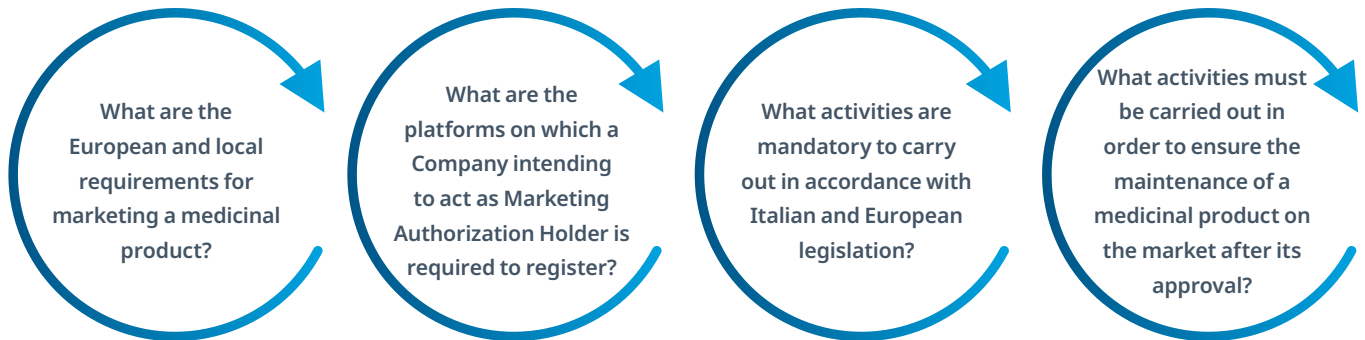 What are the
European and local
requirements for
marketing a medicinal
product?
What are the
platforms on which a
Company intending
to act as Marketing
Authorization Holder is
required to register?
What activities are
mandatory to carry
out in accordance with
Italian and European
legislation?
What activities must
be carried out in
order to ensure the
maintenance of a
medicinal product on
the market after its
approval?